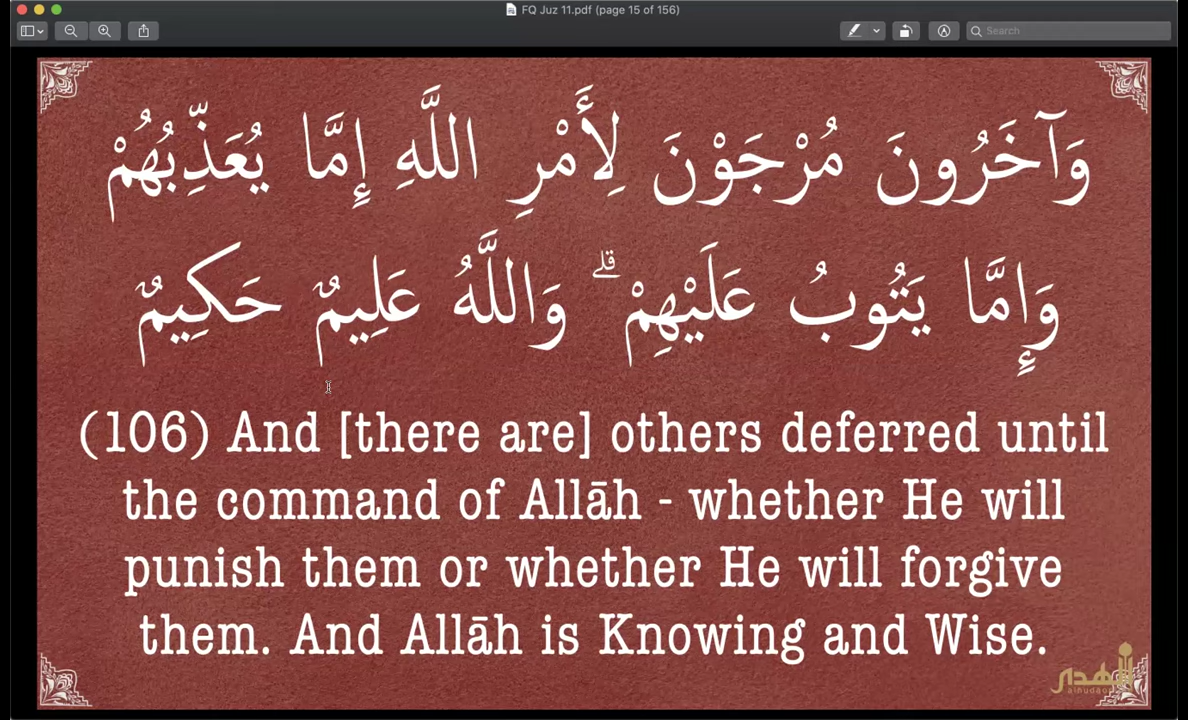 FQ Juz 11.pdf (page 15 of 156)
Search
وَآخَرُونَ مُرْجَوْنَ لِأَمْرِ اللَّهِ إِمَّا يُعَذِّبُهُمْ
وَإِمَّا يَتُوبُ عَلَيْهِمْ ۗ وَاللَّهُ عَلِيمٌ حَكِيمٌ
(106) And [there are] others deferred until
the command of Allāh - whether He will
punish them or whether He will forgive
them. And Allāh is Knowing and Wise.
الهدى